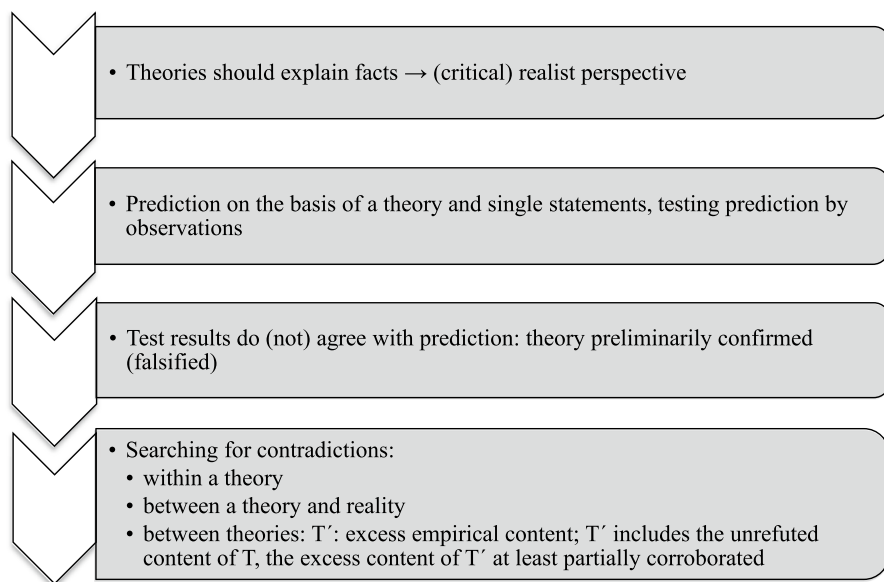 • Theories should explain facts → (critical) realist perspective
• Prediction on the basis of a theory and single statements, testing prediction by
observations
• Test results do (not) agree with prediction: theory preliminarily confirmed
(falsified)
• Searching for contradictions:
• within a theory
• between a theory and reality
• between theories: T´: excess empirical content; T´ includes the unrefuted
content of T, the excess content of T´ at least partially corroborated